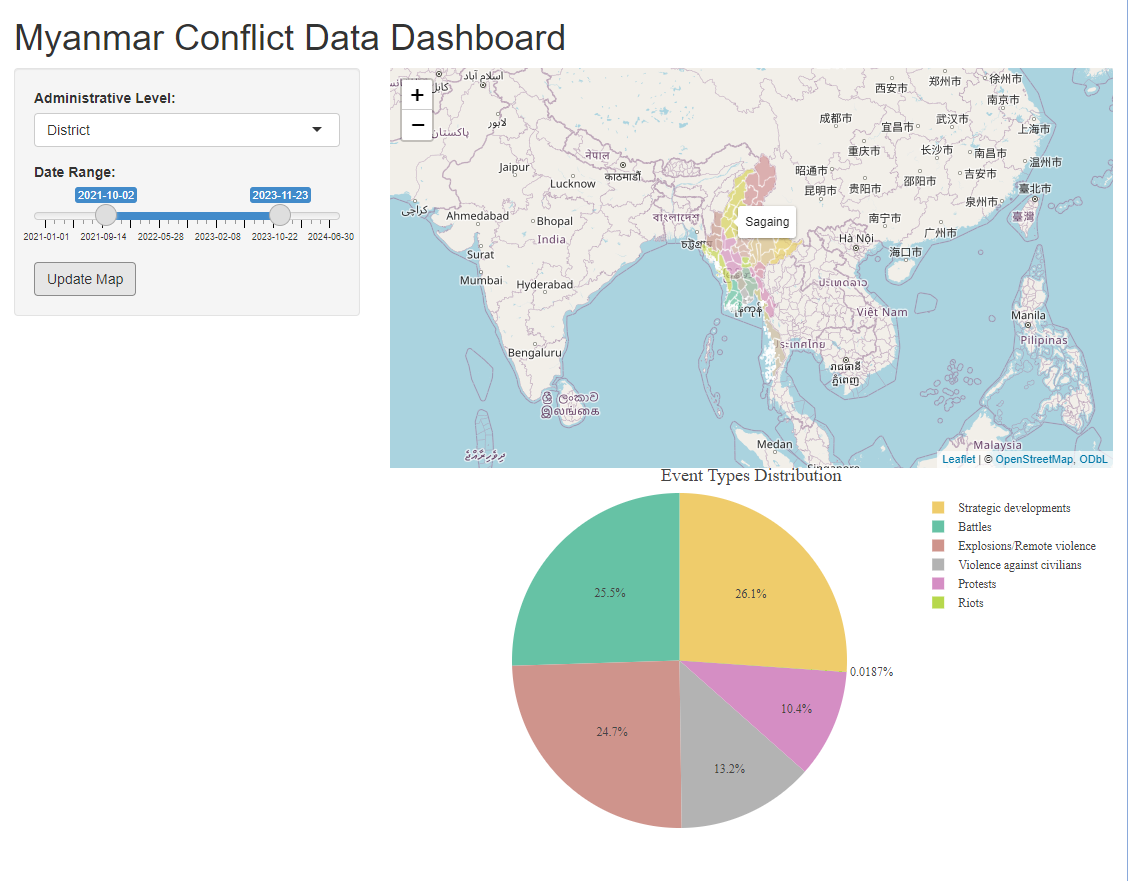 Myanmar Conflict Data Dashboard
Administrative Level:
District
Date Range:
2021-10-02
2023-11-23
2021-01-01
2021-09-14
2022-05-28
2023-02-08
2023-10-22
2024-06-30
Update Map
+
−
اسلام آباد
لاہور
پاکستان
کراچی
Jaipur
Lucknow
नेपाल
काठमाडौँ
Ahmedabad
Bhopal
India
Surat
Mumbai
Hyderabad
Bengaluru
বাংলাদেশ
Sagaing
ශ්‍රී ලංකාව
இலங்கை
ދިވެހިރާއްޖެ
西安市
郑州市
徐州市
南京市
成都市
宜昌市
武汉市
上海市
重庆市
长沙市
南昌市
温州市
昭通市
昆明市
贵阳市
邵阳市
吉安市
泉州市
臺北市
臺灣
南宁市
广州市
Hà Nội
海口市
ປະເທດລາວ
Việt Nam
ประเทศไทย
រាជធានី
ភ្នំពេញ
Manila
Pilipinas
Medan
Malaysia
Singapore
Leaflet | © OpenStreetMap, ODbL
Event Types Distribution
Strategic developments
Battles
Explosions/Remote violence
Violence against civilians
Protests
Riots
25.5%
26.1%
0.0187%
10.4%
24.7%
13.2%